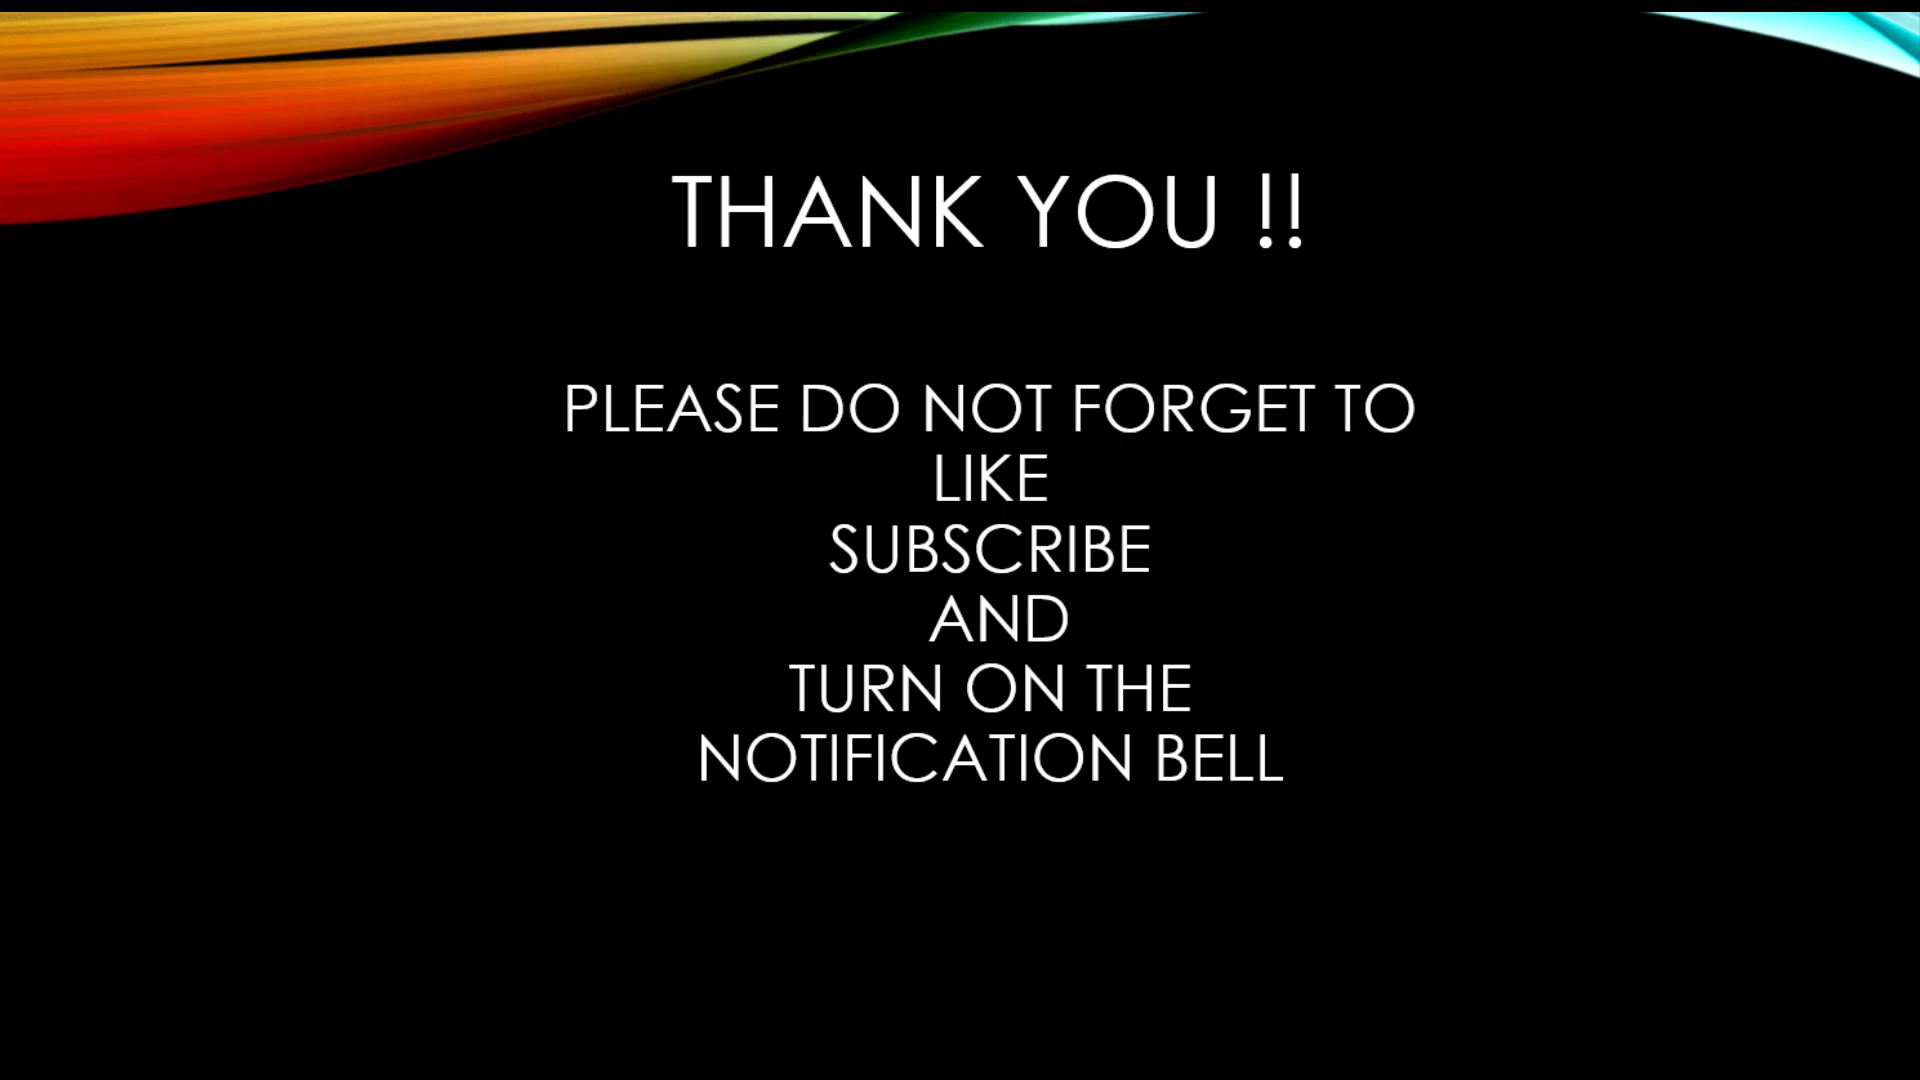 THANK YOU !!
PLEASE DO NOT FORGET TO
LIKE
SUBSCRIBE
AND
TURN ON THE
NOTIFICATION BELL